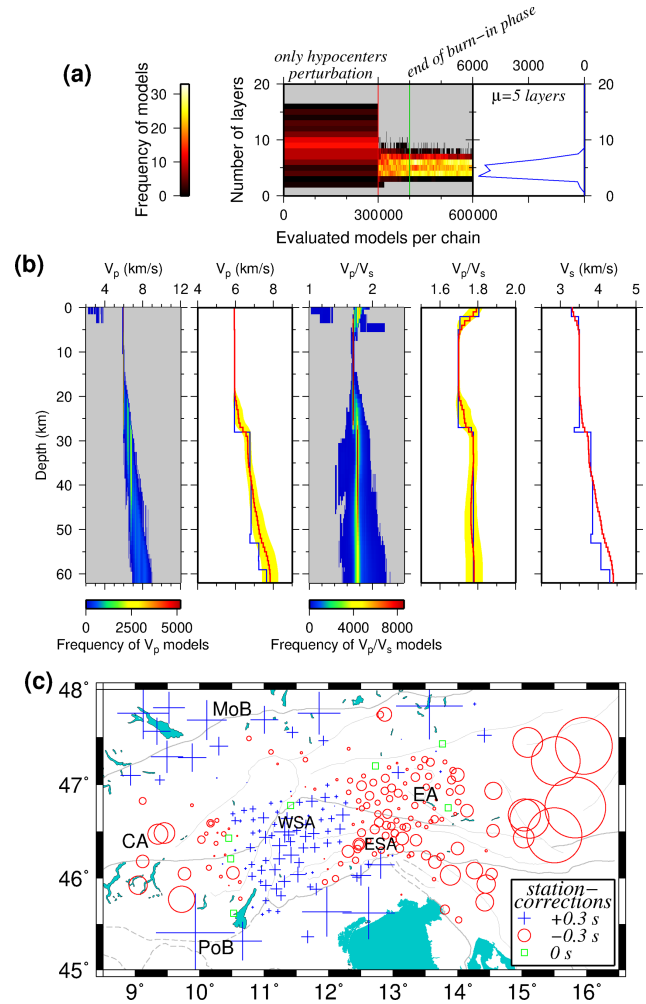 (a)
only hypocenters
perturbation
end of burn-in phase
6000 3000 0
Frequency of models
0 10 20 30
Number of layers
20
10
0
μ=5 layers
20
10
0
0 300000 600000
Evaluated models per chain
(b)
Vp (km/s)
4 8 12
Vp (km/s)
4 6 8
Vp/Vs
1 2
Vp/Vs
1.6 1.8 2.0
Vs (km/s)
3 4 5
Depth (km)
0
10
20
30
40
50
60
0 2500 5000
Frequency of Vp models
0 4000 8000
Frequency of Vp/Vs models
(c)
48°
47°
46°
45°
MoB
CA
WSA
EA
ESA
PoB
station-
corrections
+0.3 s
−0.3 s
0 s
9° 10° 11° 12° 13° 14° 15° 16°